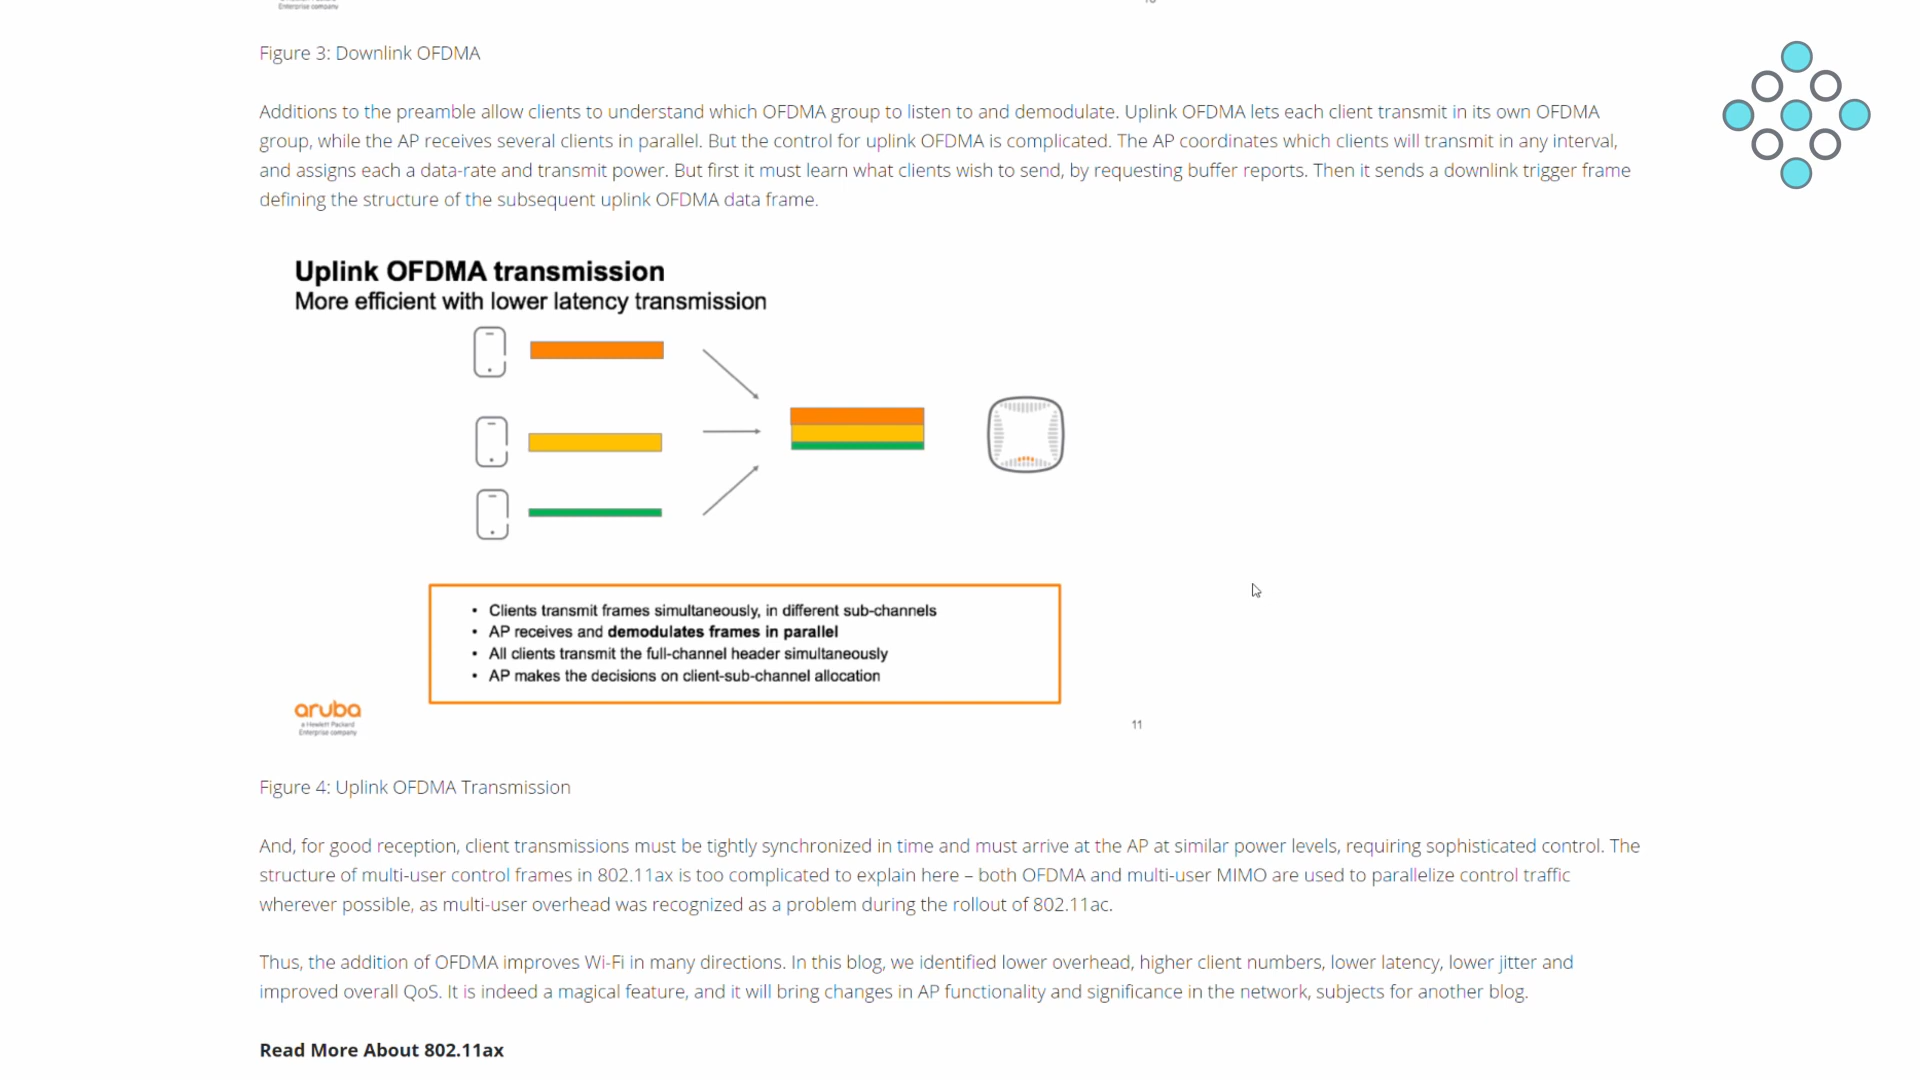 Enterprise company
Figure 3: Downlink OFDMA
Additions to the preamble allow clients to understand which OFDMA group to listen to and demodulate. Uplink OFDMA lets each client transmit in its own OFDMA
group, while the AP receives several clients in parallel. But the control for uplink OFDMA is complicated. The AP coordinates which clients will transmit in any interval,
and assigns each a data-rate and transmit power. But first it must learn what clients wish to send, by requesting buffer reports. Then it sends a downlink trigger frame
defining the structure of the subsequent uplink OFDMA data frame.
Uplink OFDMA transmission
More efficient with lower latency transmission
• Clients transmit frames simultaneously, in different sub-channels
• AP receives and demodulates frames in parallel
• All clients transmit the full-channel header simultaneously
• AP makes the decisions on client-sub-channel allocation
aruba
a Hewlett Packard
Enterprise company
11
Figure 4: Uplink OFDMA Transmission
And, for good reception, client transmissions must be tightly synchronized in time and must arrive at the AP at similar power levels, requiring sophisticated control. The
structure of multi-user control frames in 802.11ax is too complicated to explain here – both OFDMA and multi-user MIMO are used to parallelize control traffic
wherever possible, as multi-user overhead was recognized as a problem during the rollout of 802.11ac.
Thus, the addition of OFDMA improves Wi-Fi in many directions. In this blog, we identified lower overhead, higher client numbers, lower latency, lower jitter and
improved overall QoS. It is indeed a magical feature, and it will bring changes in AP functionality and significance in the network, subjects for another blog.
Read More About 802.11ax